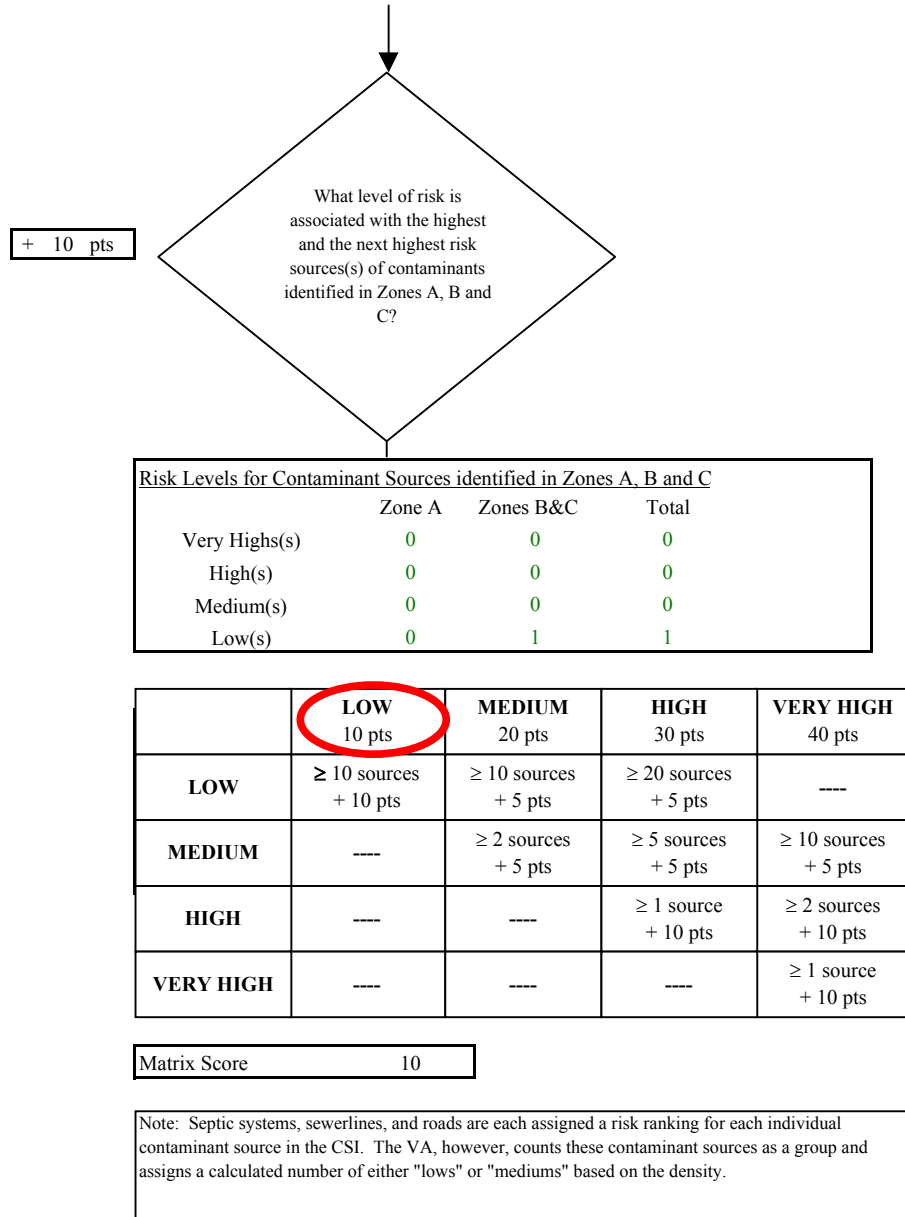 What level of risk is
associated with the highest
and the next highest risk
sources(s) of contaminants
identified in Zones A, B and
C?
+ 10 pts
Risk Levels for Contaminant Sources identified in Zones A, B and C
Zone A Zones B&C Total
Very Highs(s) 0 0 0
High(s) 0 0 0
Medium(s) 0 0 0
Low(s) 0 1 1
LOW MEDIUM HIGH VERY HIGH
10 pts 20 pts 30 pts 40 pts
LOW ≥ 10 sources + 10 pts ≥ 10 sources + 5 pts ≥ 20 sources + 5 pts ----
MEDIUM ---- ≥ 2 sources + 5 pts ≥ 5 sources + 5 pts ≥ 10 sources + 5 pts
HIGH ---- ---- ≥ 1 source + 10 pts ≥ 2 sources + 10 pts
VERY HIGH ---- ---- ---- ≥ 1 source + 10 pts
Matrix Score 10
Note: Septic systems, sewerlines, and roads are each assigned a risk ranking for each individual
contaminant source in the CSI. The VA, however, counts these contaminant sources as a group and
assigns a calculated number of either "lows" or "mediums" based on the density.